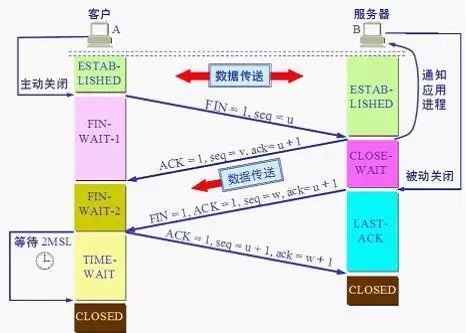 客户
A
服务器
B
主动关闭
ESTAB-
LISHED
数据传送
ESTAB-
LISHED
通知
应用
进程
FIN = 1, seq = u
FIN-
WAIT-1
ACK = 1, seq = v, ack= u + 1
CLOSE-
WAIT
数据传送
被动关闭
FIN-
WAIT-2
FIN = 1, ACK = 1, seq = w, ack= u + 1
LAST-
ACK
等待 2MSL
ACK = 1, seq = u + 1, ack = w + 1
TIME-
WAIT
CLOSED
CLOSED